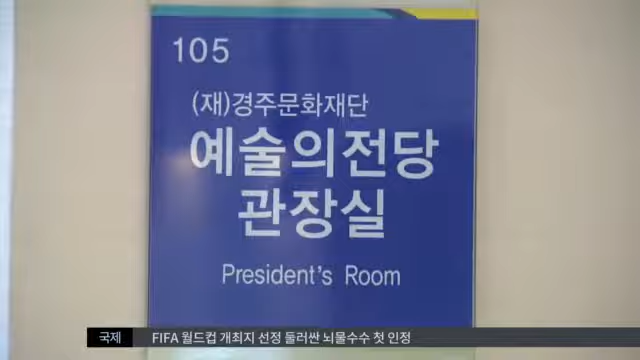 105
(재)경주문화재단
예술의전당
관장실
President's Room
국제 FIFA 월드컵 개최지 선정 둘러싼 뇌물수수 첫 인정